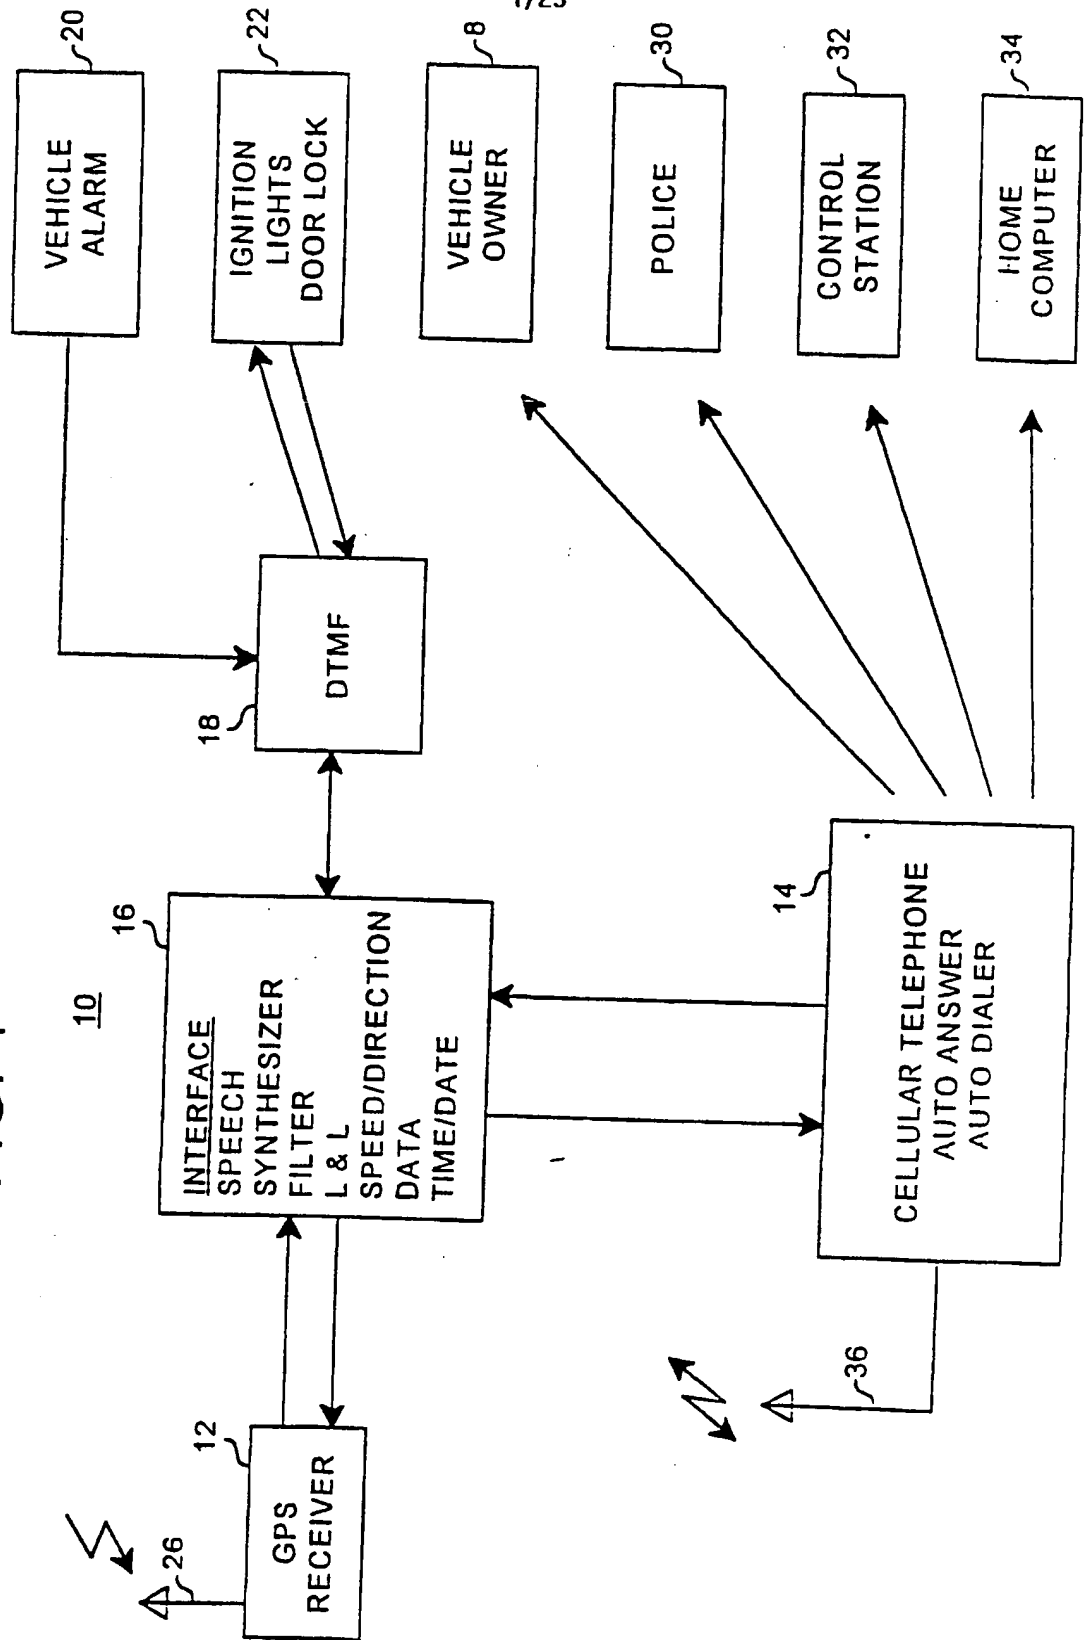 10
12
GPS
RECEIVER
26
16
INTERFACE
SPEECH
SYNTHESIZER
FILTER
L & L
SPEED/DIRECTION
DATA
TIME/DATE
18
DTMF
VEHICLE
ALARM
20
IGNITION
LIGHTS
DOOR LOCK
22
VEHICLE
OWNER
8
POLICE
30
CONTROL
STATION
32
HOME
COMPUTER
34
14
CELLULAR TELEPHONE
AUTO ANSWER
AUTO DIALER
36